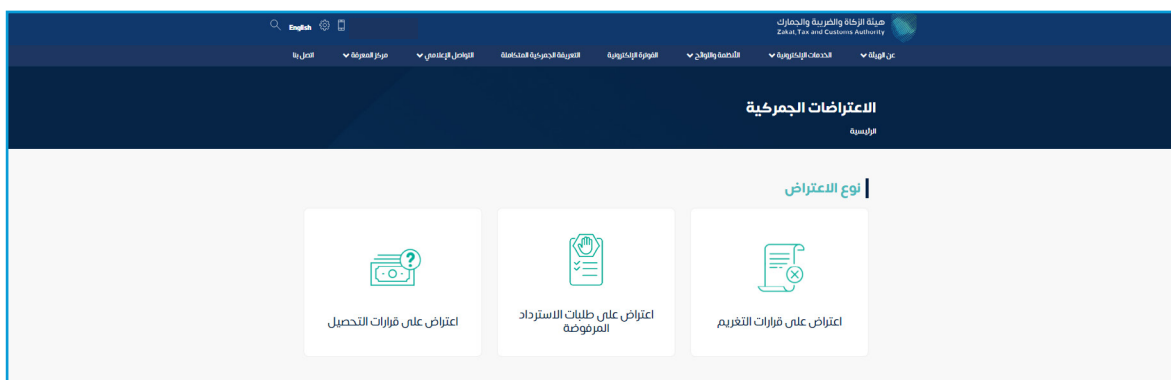 هيئة الزكاة والضريبة والجمارك
Zakat, Tax and Customs Authority
English
عن الهيئة
الخدمات الإلكترونية
الأنظمة واللوائح
الفوترة الإلكترونية
التعريفة الجمركية المتكاملة
التواصل الإعلامي
مركز المعرفة
اتصل بنا
الاعتراضات الجمركية
الرئيسية
نوع الاعتراض
اعتراض على قرارات التغريم
اعتراض على طلبات الاسترداد
المرفوضة
اعتراض على قرارات التحصيل